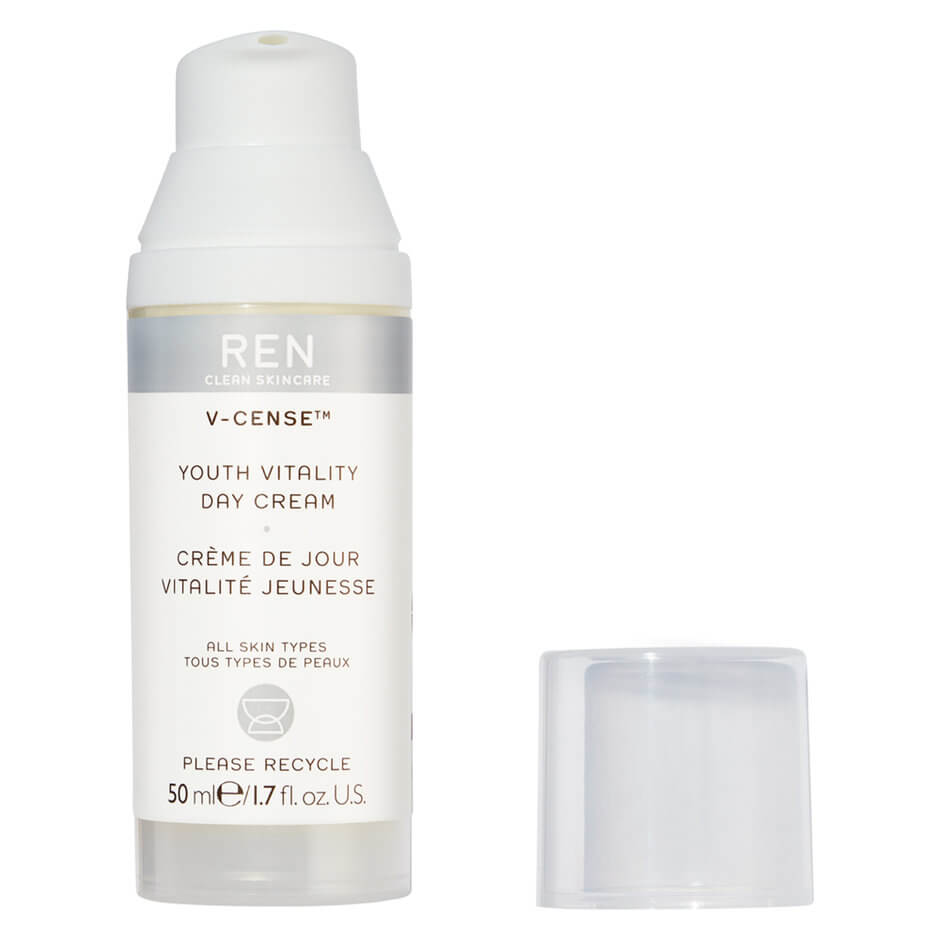 REN
CLEAN SKINCARE
V-CENSE™
YOUTH VITALITY
DAY CREAM
CRÈME DE JOUR
VITALITÉ JEUNESSE
ALL SKIN TYPES
TOUS TYPES DE PEAUX
PLEASE RECYCLE
50 ml℮/1.7 fl. oz. U.S.